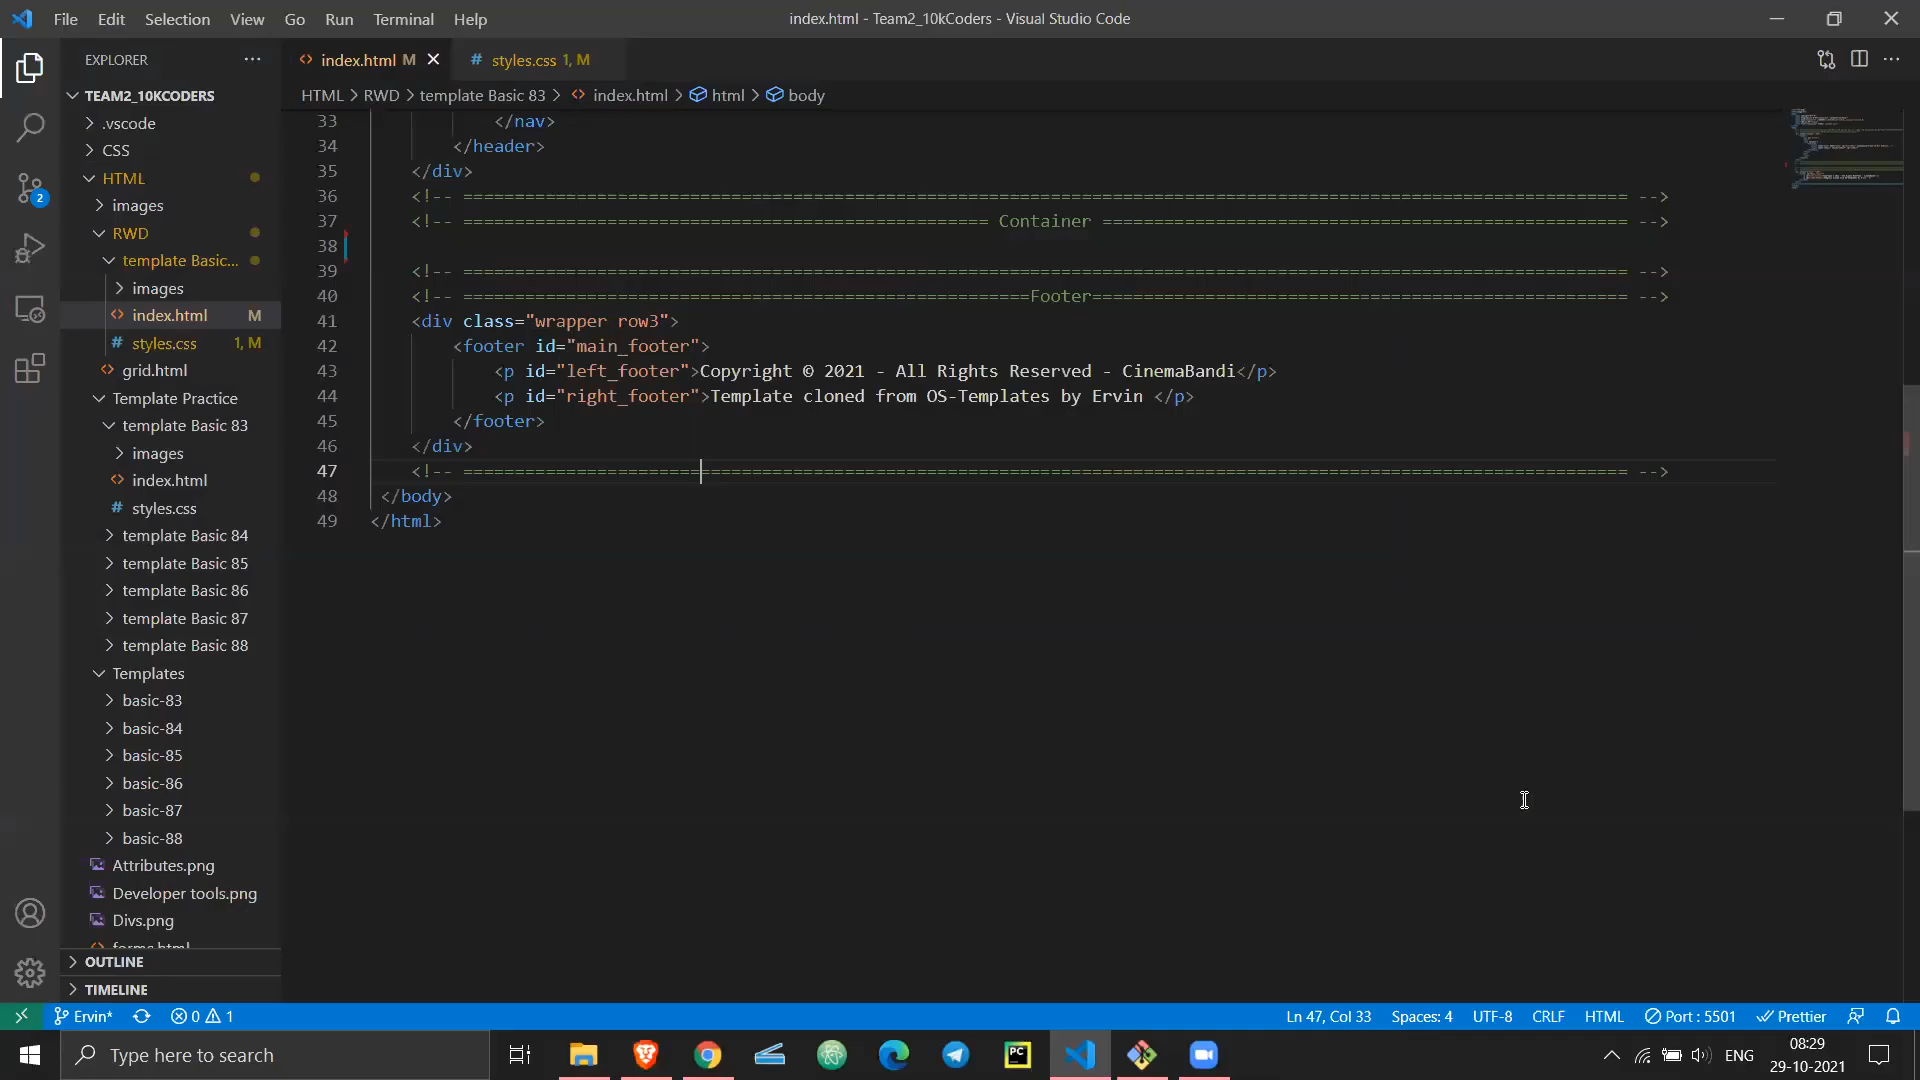 File Edit Selection View Go Run Terminal Help
index.html - Team2_10kCoders - Visual Studio Code
EXPLORER
index.html M
# styles.css 1, M
HTML > RWD > template Basic 83 > index.html > html > body
TEAM2_10KCODERS
.vscode
CSS
HTML
images
RWD
template Basic...
images
index.html M
# styles.css 1, M
grid.html
Template Practice
template Basic 83
images
index.html
# styles.css
template Basic 84
template Basic 85
template Basic 86
template Basic 87
template Basic 88
Templates
basic-83
basic-84
basic-85
basic-86
basic-87
basic-88
Attributes.png
Developer tools.png
Divs.png
forms.html
OUTLINE
TIMELINE
33 </nav>
34 </header>
35 </div>
36 <!-- ================================================================================================================= -->
37 <!-- =================================================== Container =================================================== -->
38
39 <!-- ================================================================================================================= -->
40 <!-- =======================================================Footer==================================================== -->
41 <div class="wrapper row3">
42 <footer id="main_footer">
43 <p id="left_footer">Copyright © 2021 - All Rights Reserved - CinemaBandi</p>
44 <p id="right_footer">Template cloned from OS-Templates by Ervin </p>
45 </footer>
46 </div>
47 <!-- ================================================================================================================= -->
48 </body>
49 </html>
2
Ervin* 0 1
Ln 47, Col 33 Spaces: 4 UTF-8 CRLF HTML Port : 5501 Prettier
Type here to search
PC
ENG
08:29
29-10-2021